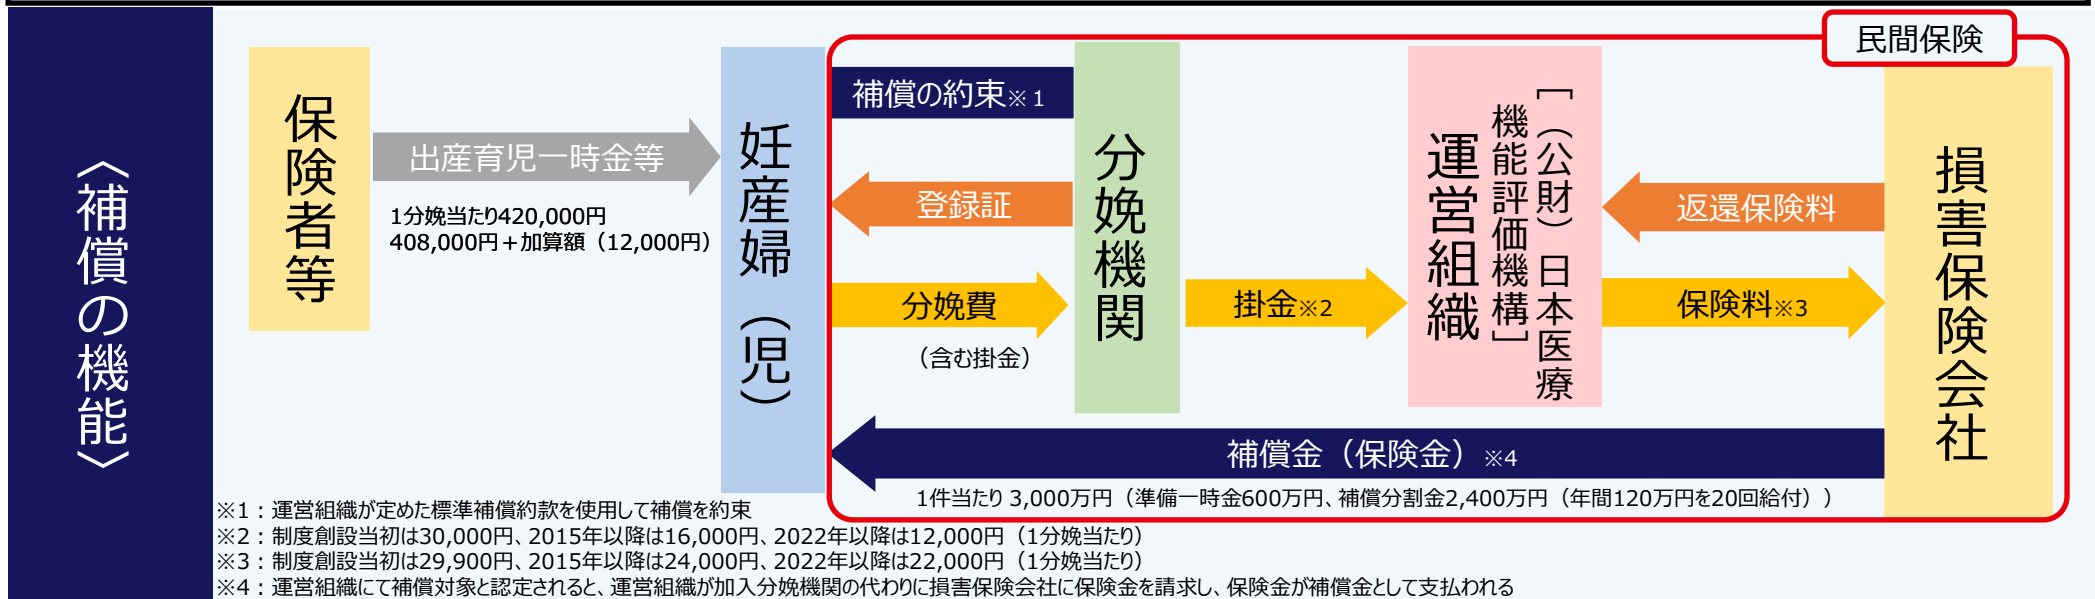 〈補償の機能〉
保険者等
出産育児一時金等
1分娩当たり420,000円
408,000円＋加算額（12,000円）
妊産婦（児）
民間保険
補償の約束※1
登録証
分娩費
（含む掛金）
分娩機関
掛金※2
運営組織
［（公財）日本医療
機能評価機構］
返還保険料
保険料※3
損害保険会社
補償金（保険金）※4
1件当たり 3,000万円（準備一時金600万円、補償分割金2,400万円（年間120万円を20回給付））
※1：運営組織が定めた標準補償約款を使用して補償を約束
※2：制度創設当初は30,000円、2015年以降は16,000円、2022年以降は12,000円（1分娩当たり）
※3：制度創設当初は29,900円、2015年以降は24,000円、2022年以降は22,000円（1分娩当たり）
※4：運営組織にて補償対象と認定されると、運営組織が加入分娩機関の代わりに損害保険会社に保険金を請求し、保険金が補償金として支払われる